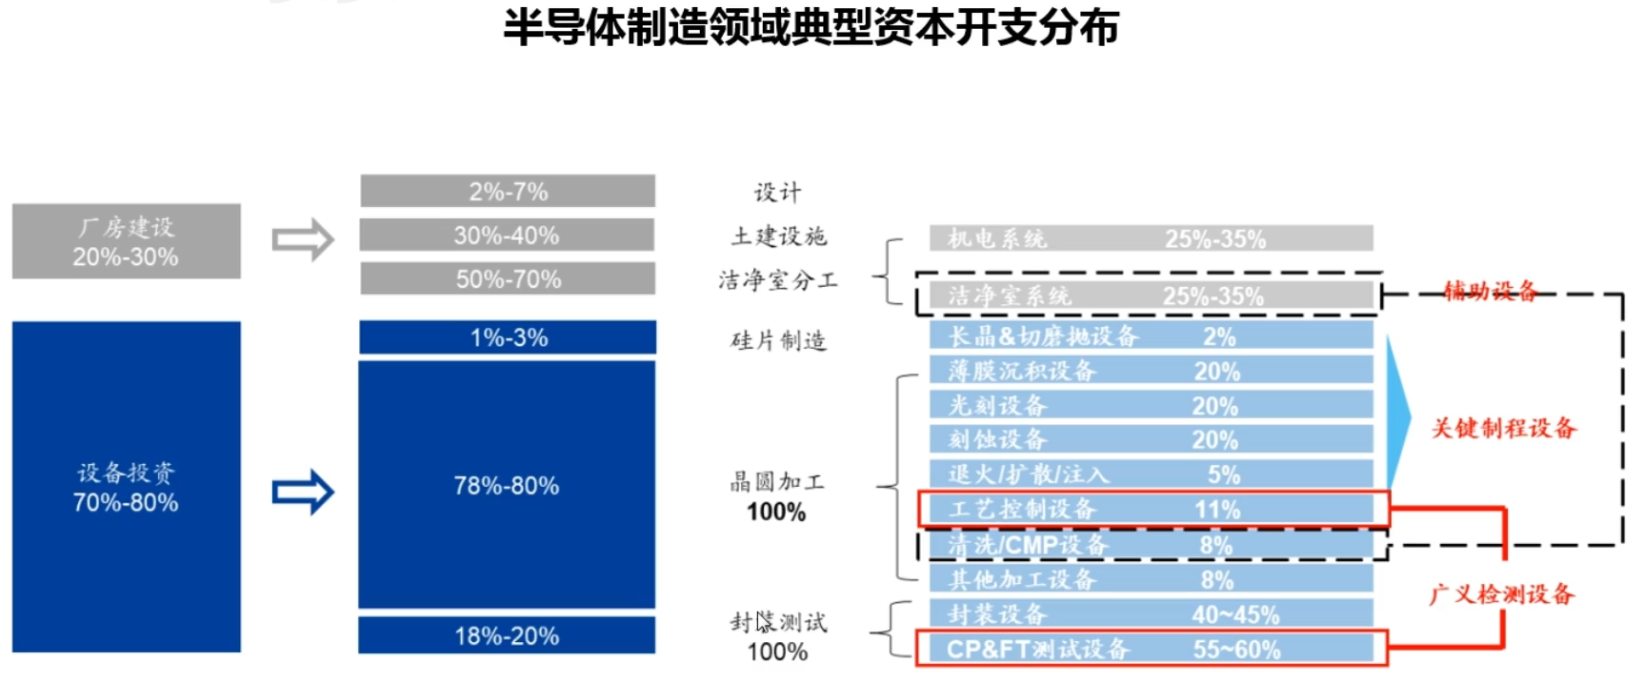 半导体制造领域典型资本开支分布
厂房建设
20%-30%
2%-7%
30%-40%
50%-70%
设计
土建设施
洁净室分工
机电系统 25%-35%
洁净室系统 25%-35%
辅助设备
设备投资
70%-80%
1%-3%
78%-80%
18%-20%
硅片制造
晶圆加工
100%
封装测试
100%
长晶&切磨抛设备 2%
薄膜沉积设备 20%
光刻设备 20%
刻蚀设备 20%
退火/扩散/注入 5%
工艺控制设备 11%
清洗/CMP设备 8%
其他加工设备 8%
封装设备 40~45%
CP&FT测试设备 55~60%
关键制程设备
广义检测设备